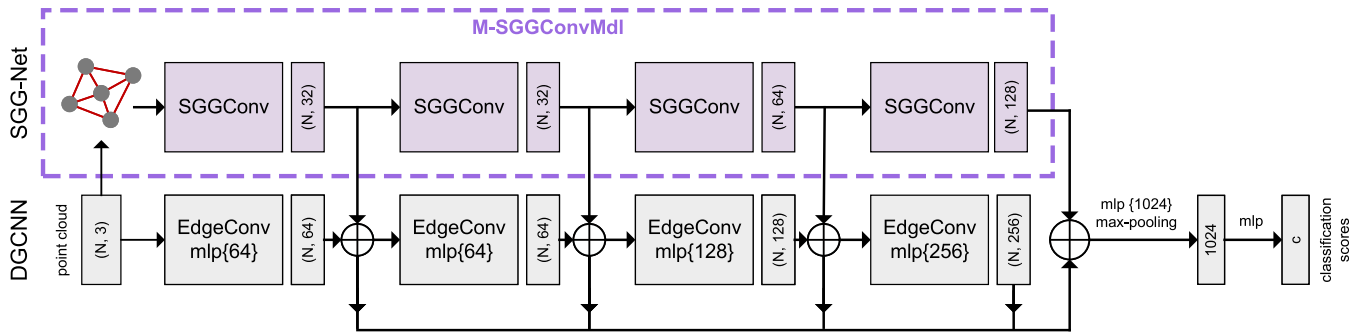 M-SGGConvMdl
SGG-Net
SGGConv
(N, 32)
SGGConv
(N, 32)
SGGConv
(N, 64)
SGGConv
(N, 128)
DGCNN
point cloud
(N, 3)
EdgeConv
mlp{64}
(N, 64)
EdgeConv
mlp{64}
(N, 64)
EdgeConv
mlp{128}
(N, 128)
EdgeConv
mlp{256}
(N, 256)
mlp {1024}
max-pooling
1024
mlp
c
classification
scores